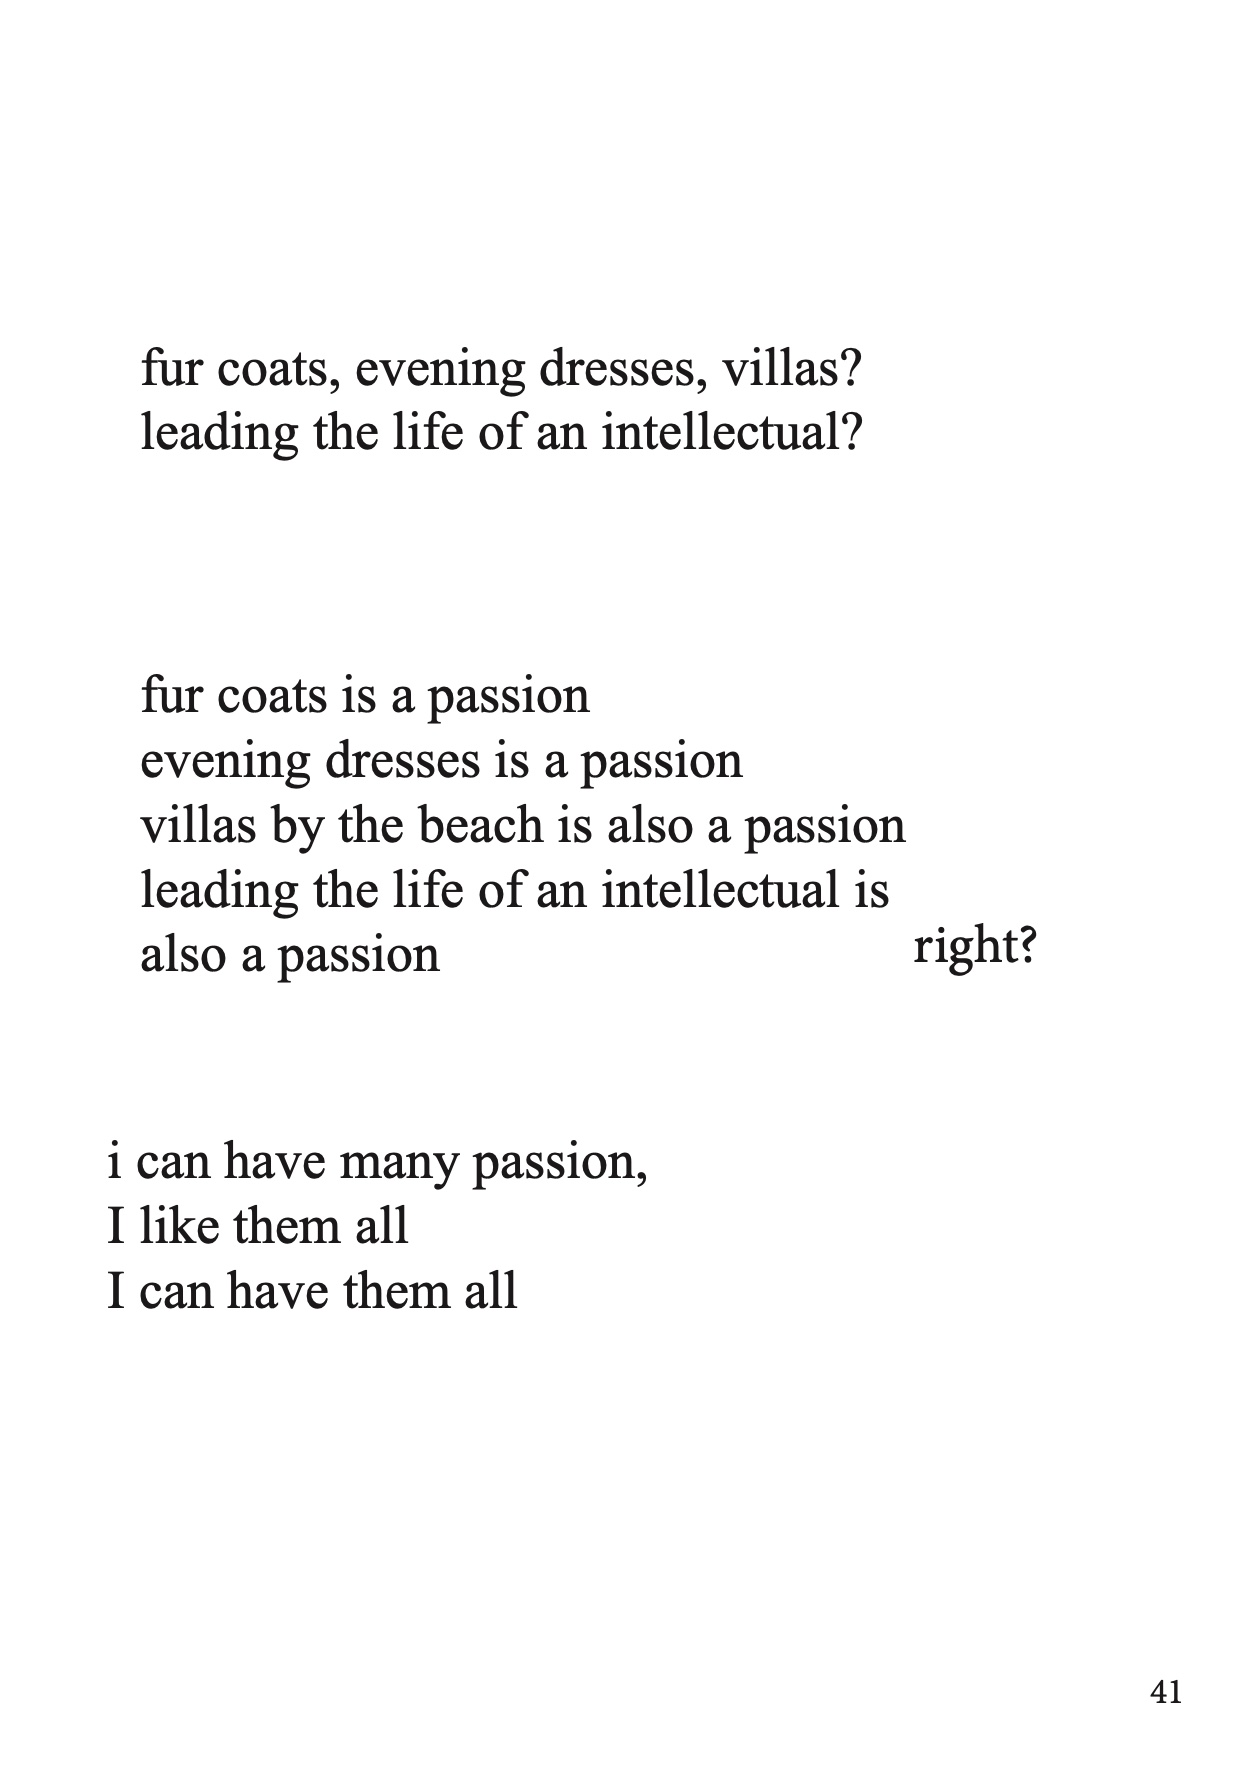 fur coats, evening dresses, villas?
leading the life of an intellectual?
fur coats is a passion
evening dresses is a passion
villas by the beach is also a passion
leading the life of an intellectual is
also a passion
right?
i can have many passion,
I like them all
I can have them all
41